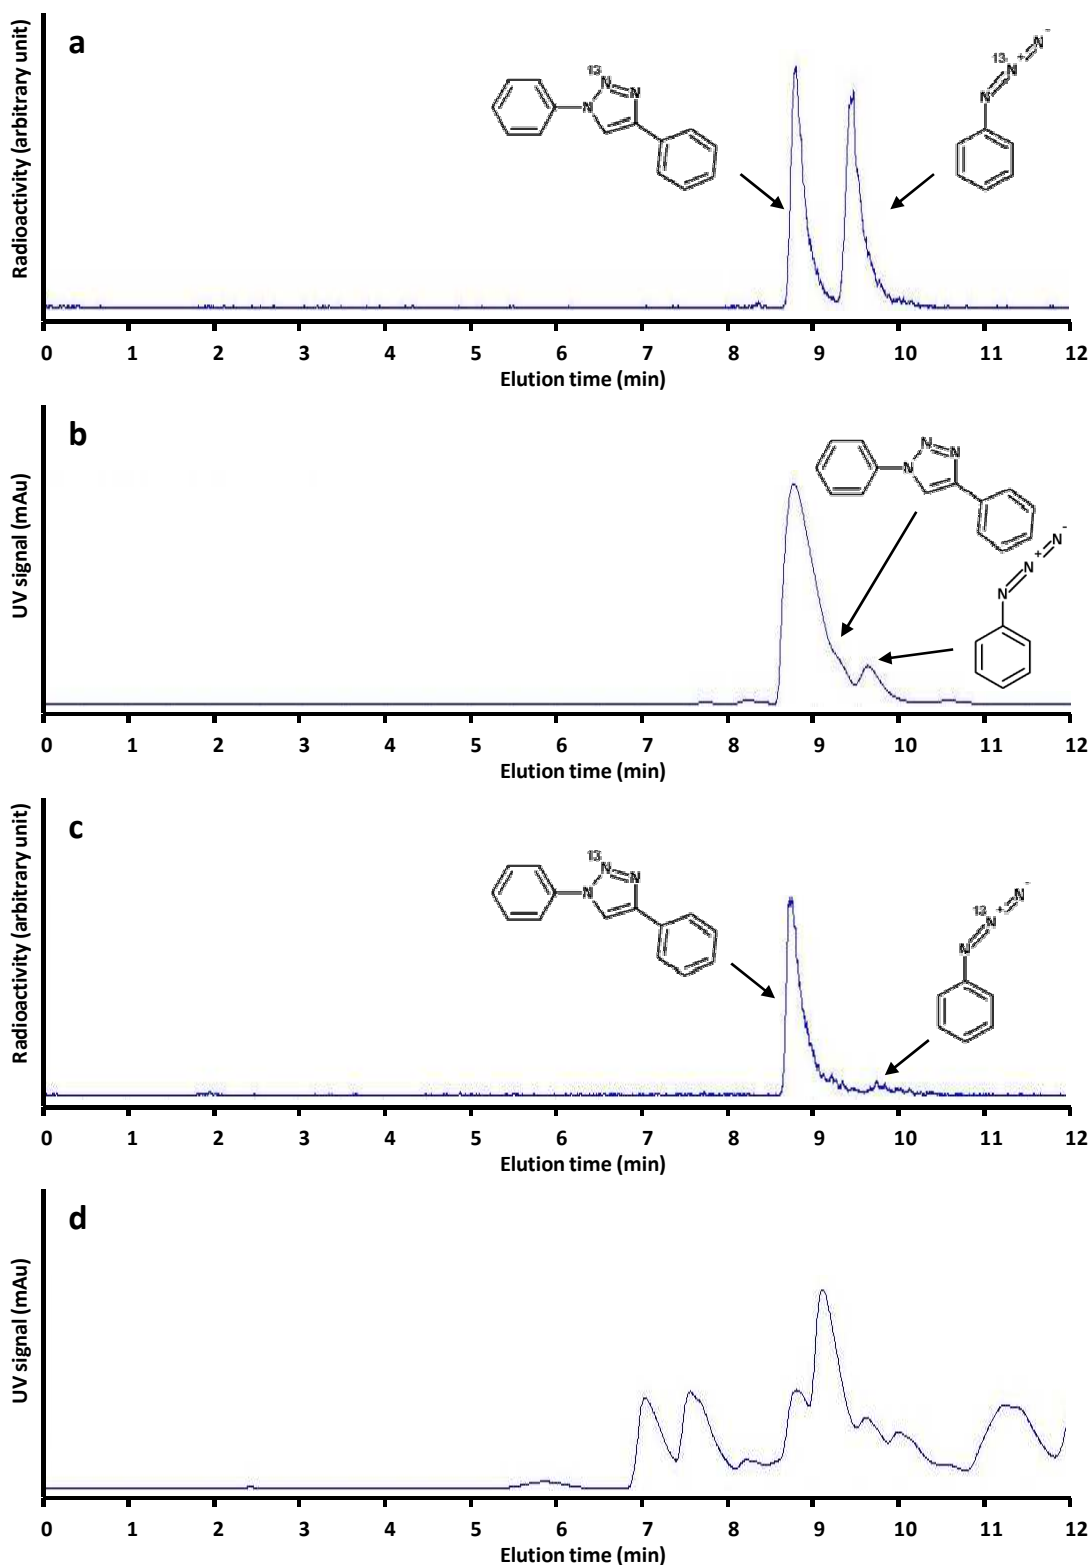 a
Radioactivity (arbitrary unit)
13
N
N
N
13
N
N
+
N
-
0 1 2 3 4 5 6 7 8 9 10 11 12
Elution time (min)
b
UV signal (mAu)
N
N
N
N
N
+
N
-
0 1 2 3 4 5 6 7 8 9 10 11 12
Elution time (min)
c
Radioactivity (arbitrary unit)
13
N
N
N
13
N
N
+
N
-
0 1 2 3 4 5 6 7 8 9 10 11 12
Elution time (min)
d
UV signal (mAu)
0 1 2 3 4 5 6 7 8 9 10 11 12
Elution time (min)